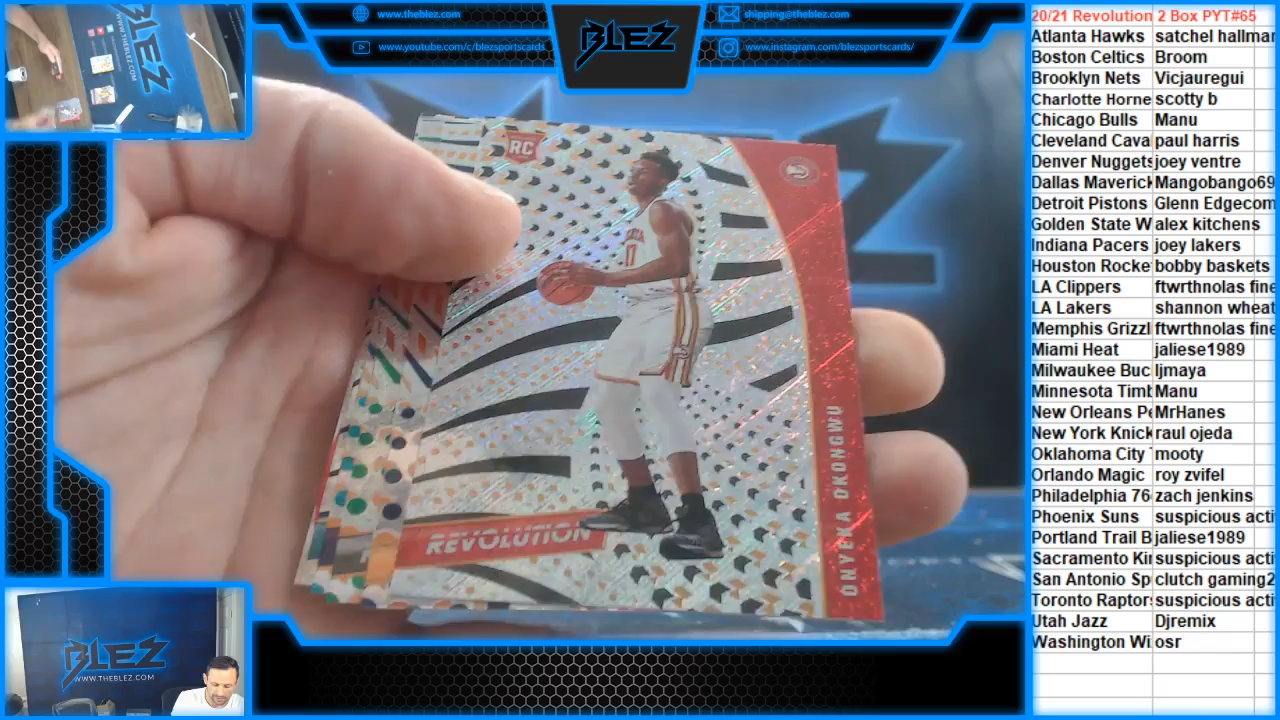 www.theblez.com
shipping@theblez.com
www.youtube.com/c/blezsportscards
www.instagram.com/blezsportscards/
BLEZ
BLEZ
WWW.THEBLEZ.COM
RC
ONYEKA OKONGWU
REVOLUTION
BLEZ
WWW.THEBLEZ.COM
20/21 Revolution 2 Box PYT#65
Atlanta Hawks satchel hallmar
Boston Celtics Broom
Brooklyn Nets Vicjauregui
Charlotte Horne scotty b
Chicago Bulls Manu
Cleveland Cava paul harris
Denver Nuggets joey ventre
Dallas Maverick Mangobango69
Detroit Pistons Glenn Edgecom
Golden State W alex kitchens
Indiana Pacers joey lakers
Houston Rocke bobby baskets
LA Clippers ftwrthnolas fine
LA Lakers shannon wheat
Memphis Grizzl ftwrthnolas fine
Miami Heat jaliese1989
Milwaukee Buc ljmaya
Minnesota Timb Manu
New Orleans Pe MrHanes
New York Knick raul ojeda
Oklahoma City mooty
Orlando Magic roy zvifel
Philadelphia 76 zach jenkins
Phoenix Suns suspicious acti
Portland Trail B jaliese1989
Sacramento Kin suspicious acti
San Antonio Sp clutch gaming2
Toronto Raptors suspicious acti
Utah Jazz Djremix
Washington Wi osr